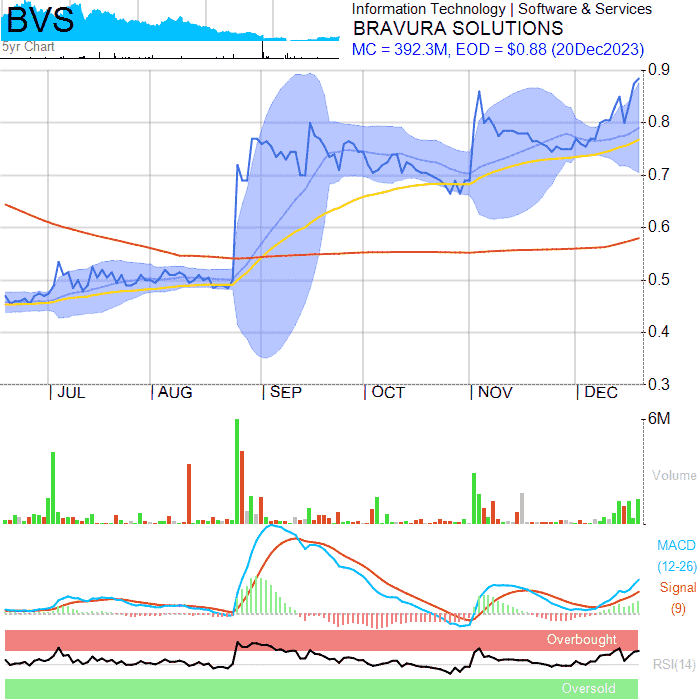 BVS
5yr Chart
Information Technology | Software & Services
BRAVURA SOLUTIONS
MC = 392.3M, EOD = $0.88 (20Dec2023)
0.9
0.8
0.7
0.6
0.5
0.4
0.3
JUL AUG SEP OCT NOV DEC
6M
Volume
MACD
(12-26)
Signal
(9)
Overbought
RSI(14)
Oversold